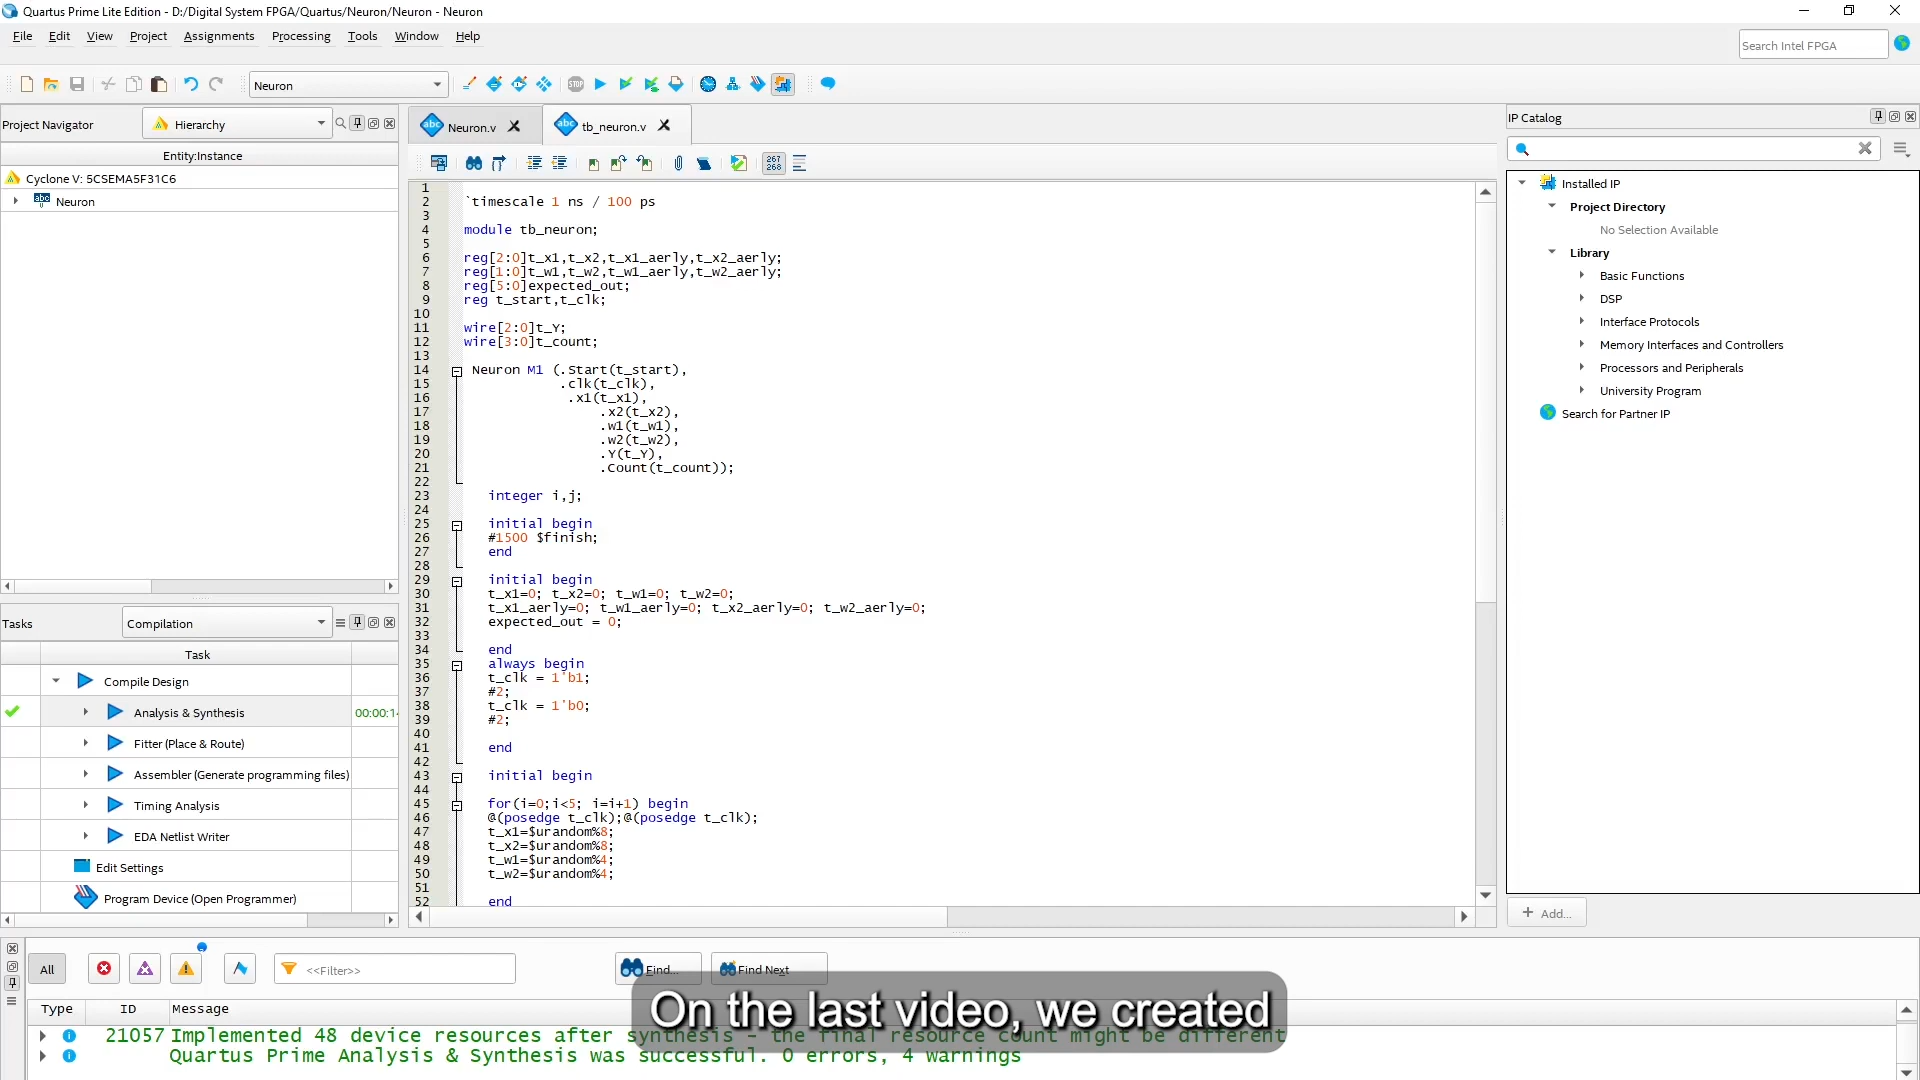 Quartus Prime Lite Edition - D:/Digital System FPGA/Quartus/Neuron/Neuron - Neuron
File Edit View Project Assignments Processing Tools Window Help
Search Intel FPGA
Neuron
STOP
Project Navigator
Hierarchy
Entity:Instance
Cyclone V: 5CSEMA5F31C6
abc Neuron
Tasks
Compilation
Task
Compile Design
Analysis & Synthesis 00:00:1
Fitter (Place & Route)
Assembler (Generate programming files)
Timing Analysis
EDA Netlist Writer
Edit Settings
Program Device (Open Programmer)
abc Neuron.v
abc tb_neuron.v
267
268
1
2 `timescale 1 ns / 100 ps
3
4 module tb_neuron;
5
6 reg[2:0]t_x1,t_x2,t_x1_aerly,t_x2_aerly;
7 reg[1:0]t_w1,t_w2,t_w1_aerly,t_w2_aerly;
8 reg[5:0]expected_out;
9 reg t_start,t_clk;
10
11 wire[2:0]t_Y;
12 wire[3:0]t_count;
13
14 Neuron M1 (.Start(t_start),
15 .clk(t_clk),
16 .x1(t_x1),
17 .x2(t_x2),
18 .w1(t_w1),
19 .w2(t_w2),
20 .Y(t_Y),
21 .Count(t_count));
22
23 integer i,j;
24
25 initial begin
26 #1500 $finish;
27 end
28
29 initial begin
30 t_x1=0; t_x2=0; t_w1=0; t_w2=0;
31 t_x1_aerly=0; t_w1_aerly=0; t_x2_aerly=0; t_w2_aerly=0;
32 expected_out = 0;
33
34 end
35 always begin
36 t_clk = 1'b1;
37 #2;
38 t_clk = 1'b0;
39 #2;
40
41 end
42
43 initial begin
44
45 for(i=0;i<5; i=i+1) begin
46 @(posedge t_clk);@(posedge t_clk);
47 t_x1=$urandom%8;
48 t_x2=$urandom%8;
49 t_w1=$urandom%4;
50 t_w2=$urandom%4;
51
52 end
IP Catalog
Installed IP
Project Directory
No Selection Available
Library
Basic Functions
DSP
Interface Protocols
Memory Interfaces and Controllers
Processors and Peripherals
University Program
Search for Partner IP
+ Add...
All
<<Filter>>
Find...
Find Next
Type ID Message
21057 Implemented 48 device resources after synthesis - the final resource count might be different
Quartus Prime Analysis & Synthesis was successful. 0 errors, 4 warnings
On the last video, we created